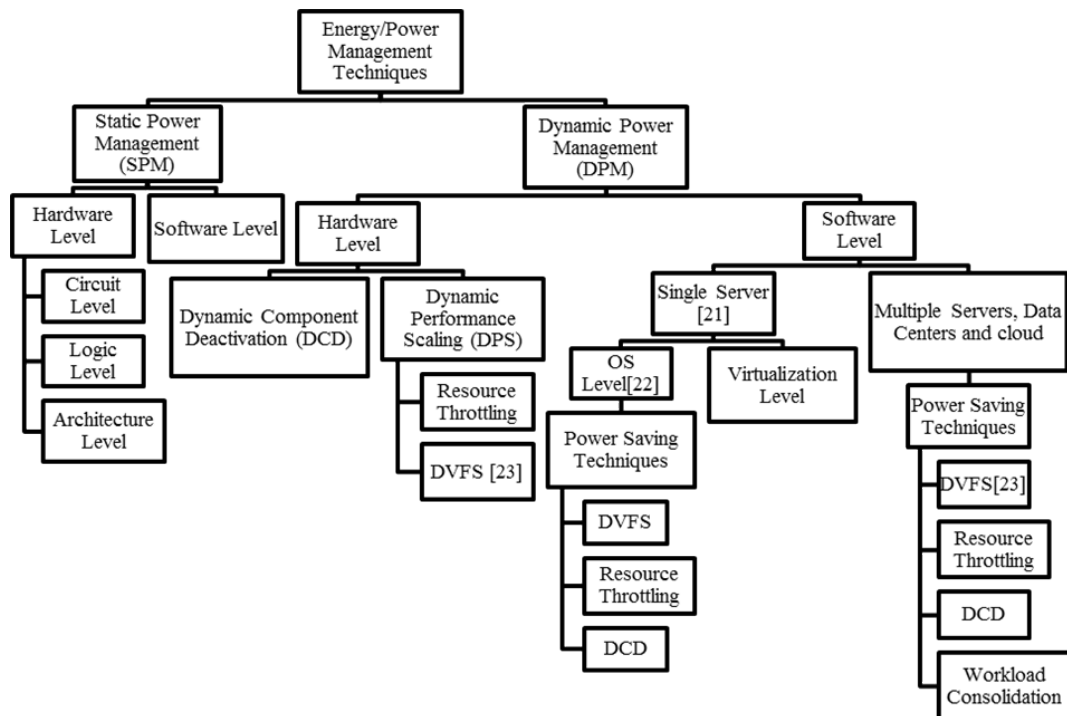 Energy/Power
Management
Techniques
Static Power
Management
(SPM)
Dynamic Power
Management
(DPM)
Hardware
Level
Software Level
Hardware
Level
Software
Level
Circuit
Level
Logic
Level
Architecture
Level
Dynamic Component
Deactivation (DCD)
Dynamic
Performance
Scaling (DPS)
Resource
Throttling
DVFS [23]
Single Server
[21]
Multiple Servers, Data
Centers and cloud
OS
Level[22]
Virtualization
Level
Power Saving
Techniques
DVFS
Resource
Throttling
DCD
Power Saving
Techniques
DVFS[23]
Resource
Throttling
DCD
Workload
Consolidation